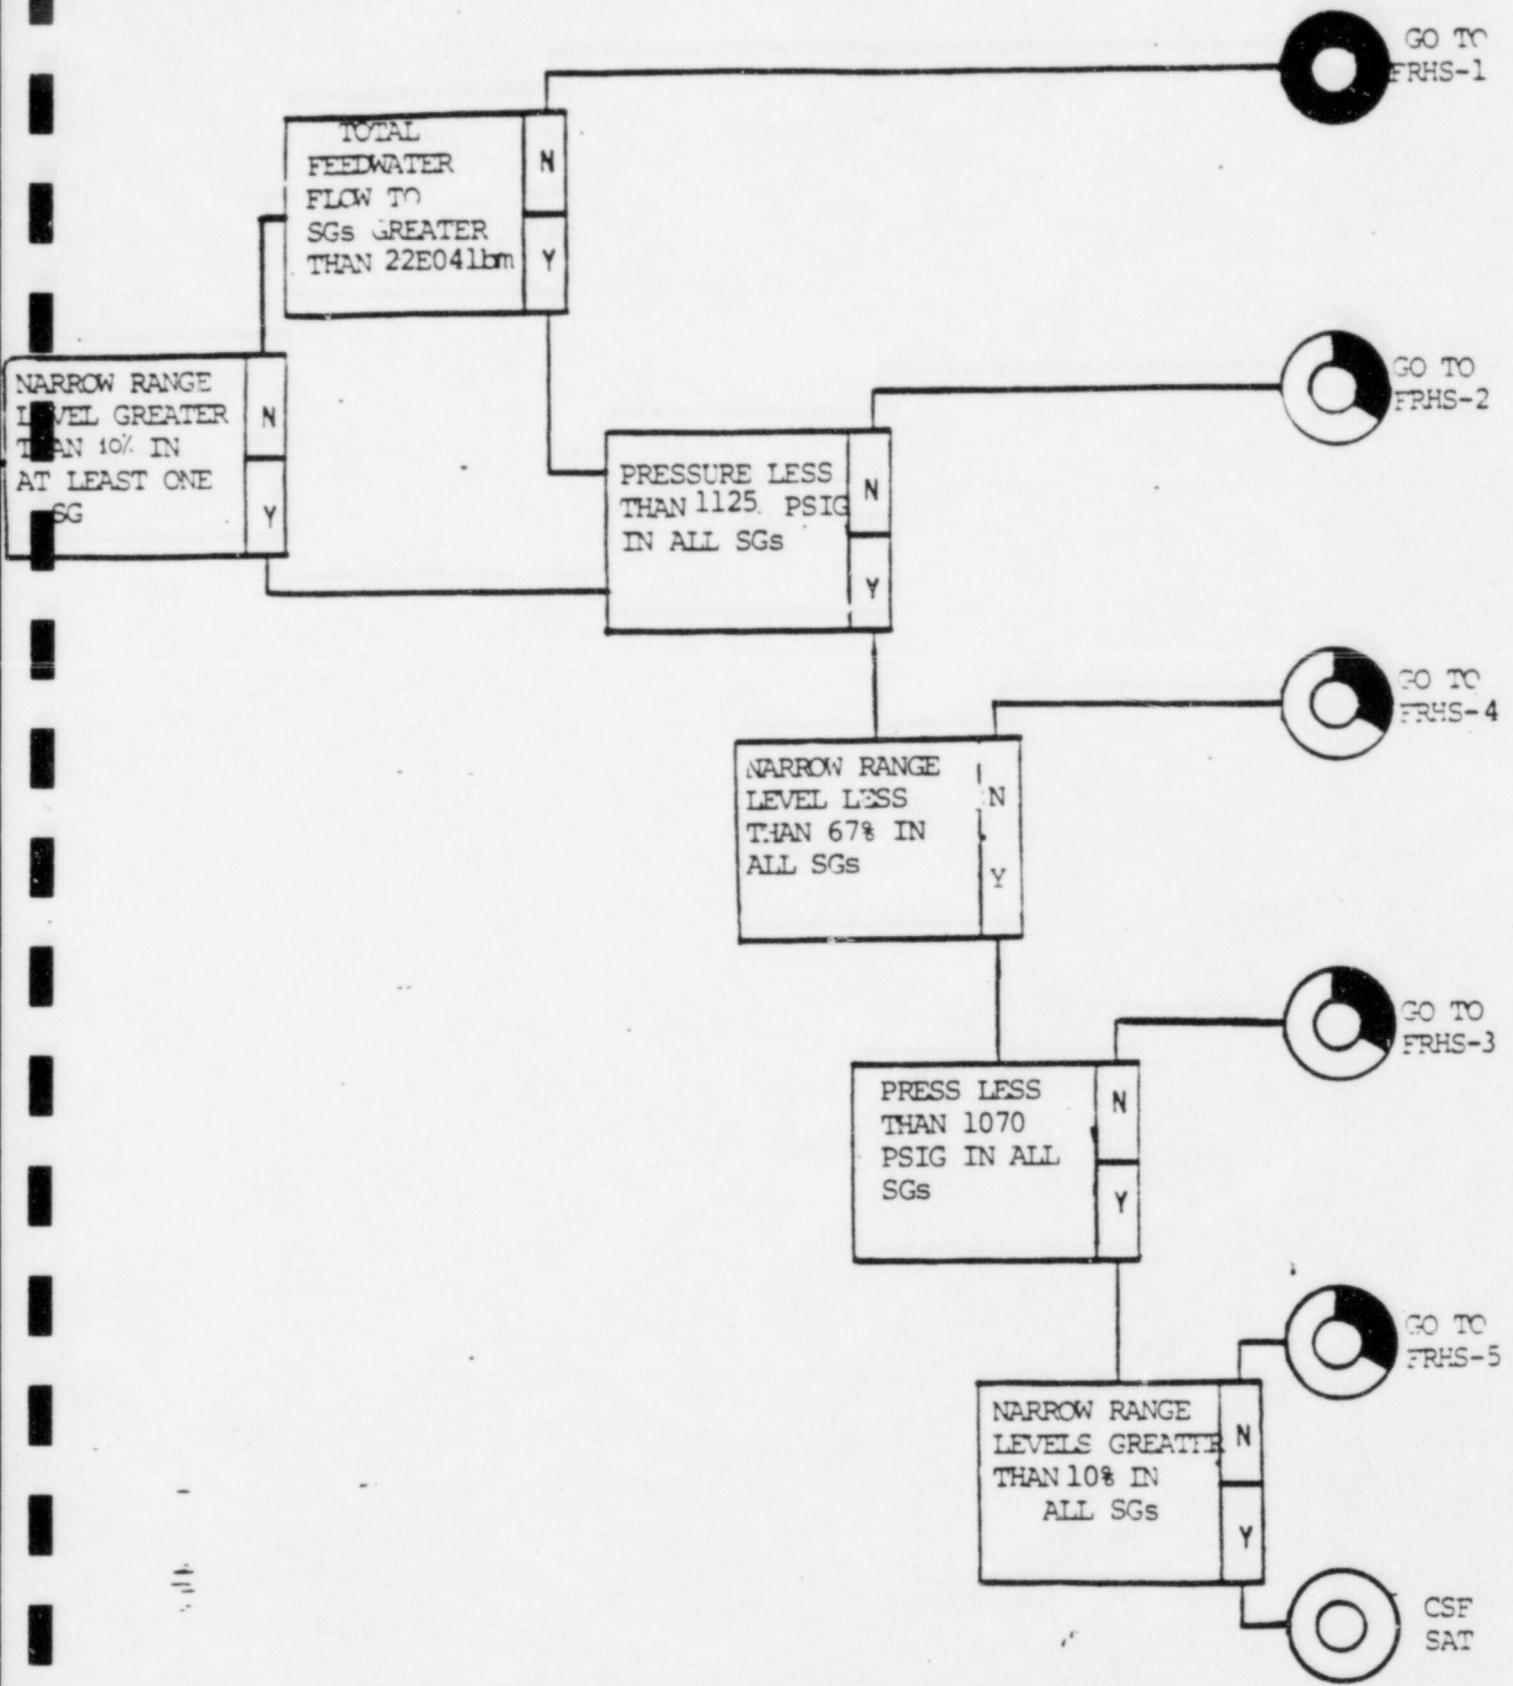 GO TO
FRHS-1
TOTAL
FEEDWATER
FLOW TO
SGs GREATER
THAN 22E04lbm
N
Y
NARROW RANGE
LEVEL GREATER
THAN 10% IN
AT LEAST ONE
SG
N
Y
GO TO
FRHS-2
PRESSURE LESS
THAN 1125 PSIG
IN ALL SGs
N
Y
GO TO
FRHS-4
NARROW RANGE
LEVEL LESS
THAN 67% IN
ALL SGs
N
Y
GO TO
FRHS-3
PRESS LESS
THAN 1070
PSIG IN ALL
SGs
N
Y
GO TO
FRHS-5
NARROW RANGE
LEVELS GREATER
THAN 10% IN
ALL SGs
N
Y
CSF
SAT